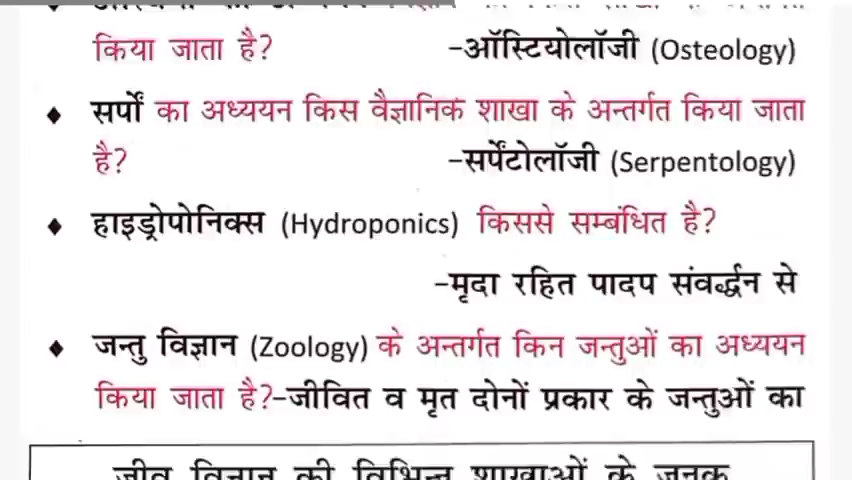 किया जाता है? -ऑस्टियोलॉजी (Osteology)
♦ सर्पों का अध्ययन किस वैज्ञानिक शाखा के अन्तर्गत किया जाता
है? -सर्पेंटोलॉजी (Serpentology)
♦ हाइड्रोपोनिक्स (Hydroponics) किससे सम्बंधित है?
-मृदा रहित पादप संवर्द्धन से
♦ जन्तु विज्ञान (Zoology) के अन्तर्गत किन जन्तुओं का अध्ययन
किया जाता है?-जीवित व मृत दोनों प्रकार के जन्तुओं का
जीव विज्ञान की विभिन्न शाखाओं के जनक